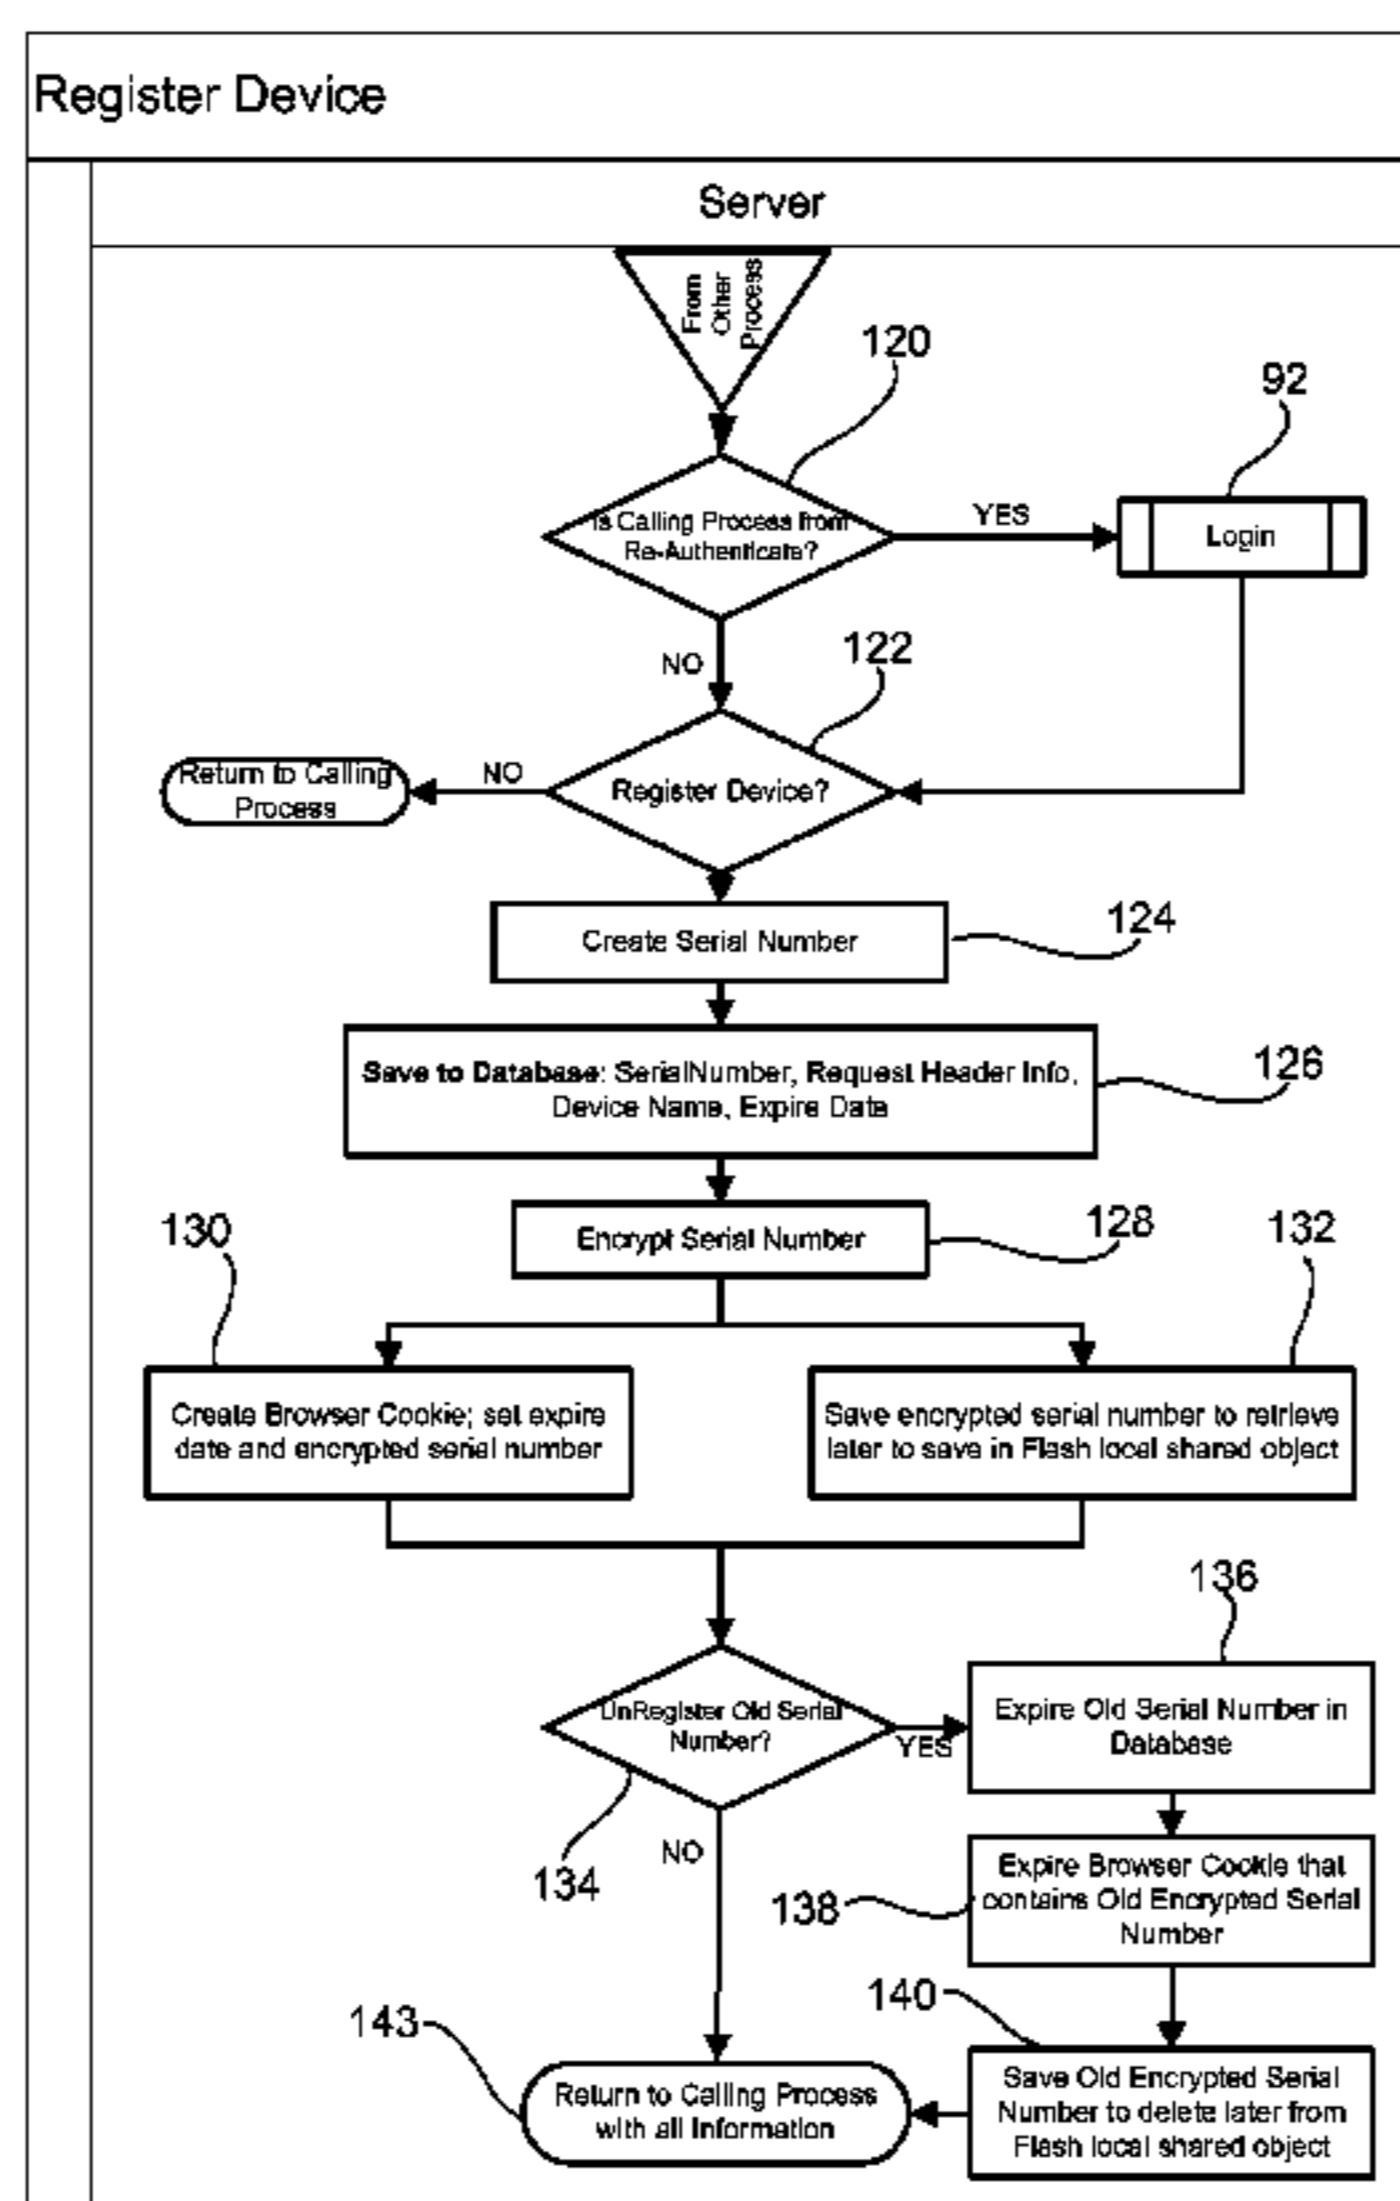 Register Device
Server
From
Other
Process
120
92
Is Calling Process from
Re-Authenticate?
YES
Login
NO
122
Return to Calling
Process
NO
Register Device?
124
Create Serial Number
126
Save to Database: SerialNumber, Request Header Info,
Device Name, Expire Date
130
128
132
Encrypt Serial Number
Create Browser Cookie; set expire
date and encrypted serial number
Save encrypted serial number to retrieve
later to save in Flash local shared object
136
UnRegister Old Serial
Number?
YES
Expire Old Serial Number in
Database
NO
134
138
Expire Browser Cookie that
contains Old Encrypted Serial
Number
140
143
Return to Calling Process
with all Information
Save Old Encrypted Serial
Number to delete later from
Flash local shared object